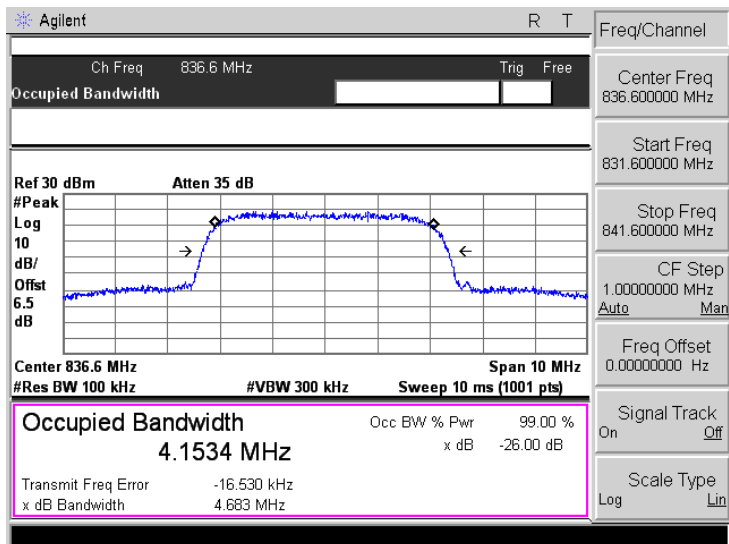 Agilent R T
Ch Freq 836.6 MHz Trig Free
Occupied Bandwidth
Ref 30 dBm Atten 35 dB
#Peak
Log
10
dB/
Offst
6.5
dB
Center 836.6 MHz Span 10 MHz
#Res BW 100 kHz #VBW 300 kHz Sweep 10 ms (1001 pts)
Occupied Bandwidth Occ BW % Pwr 99.00 %
4.1534 MHz x dB -26.00 dB
Transmit Freq Error -16.530 kHz
x dB Bandwidth 4.683 MHz
Freq/Channel
Center Freq
836.600000 MHz
Start Freq
831.600000 MHz
Stop Freq
841.600000 MHz
CF Step
1.00000000 MHz
Auto Man
Freq Offset
0.00000000 Hz
Signal Track
On Off
Scale Type
Log Lin